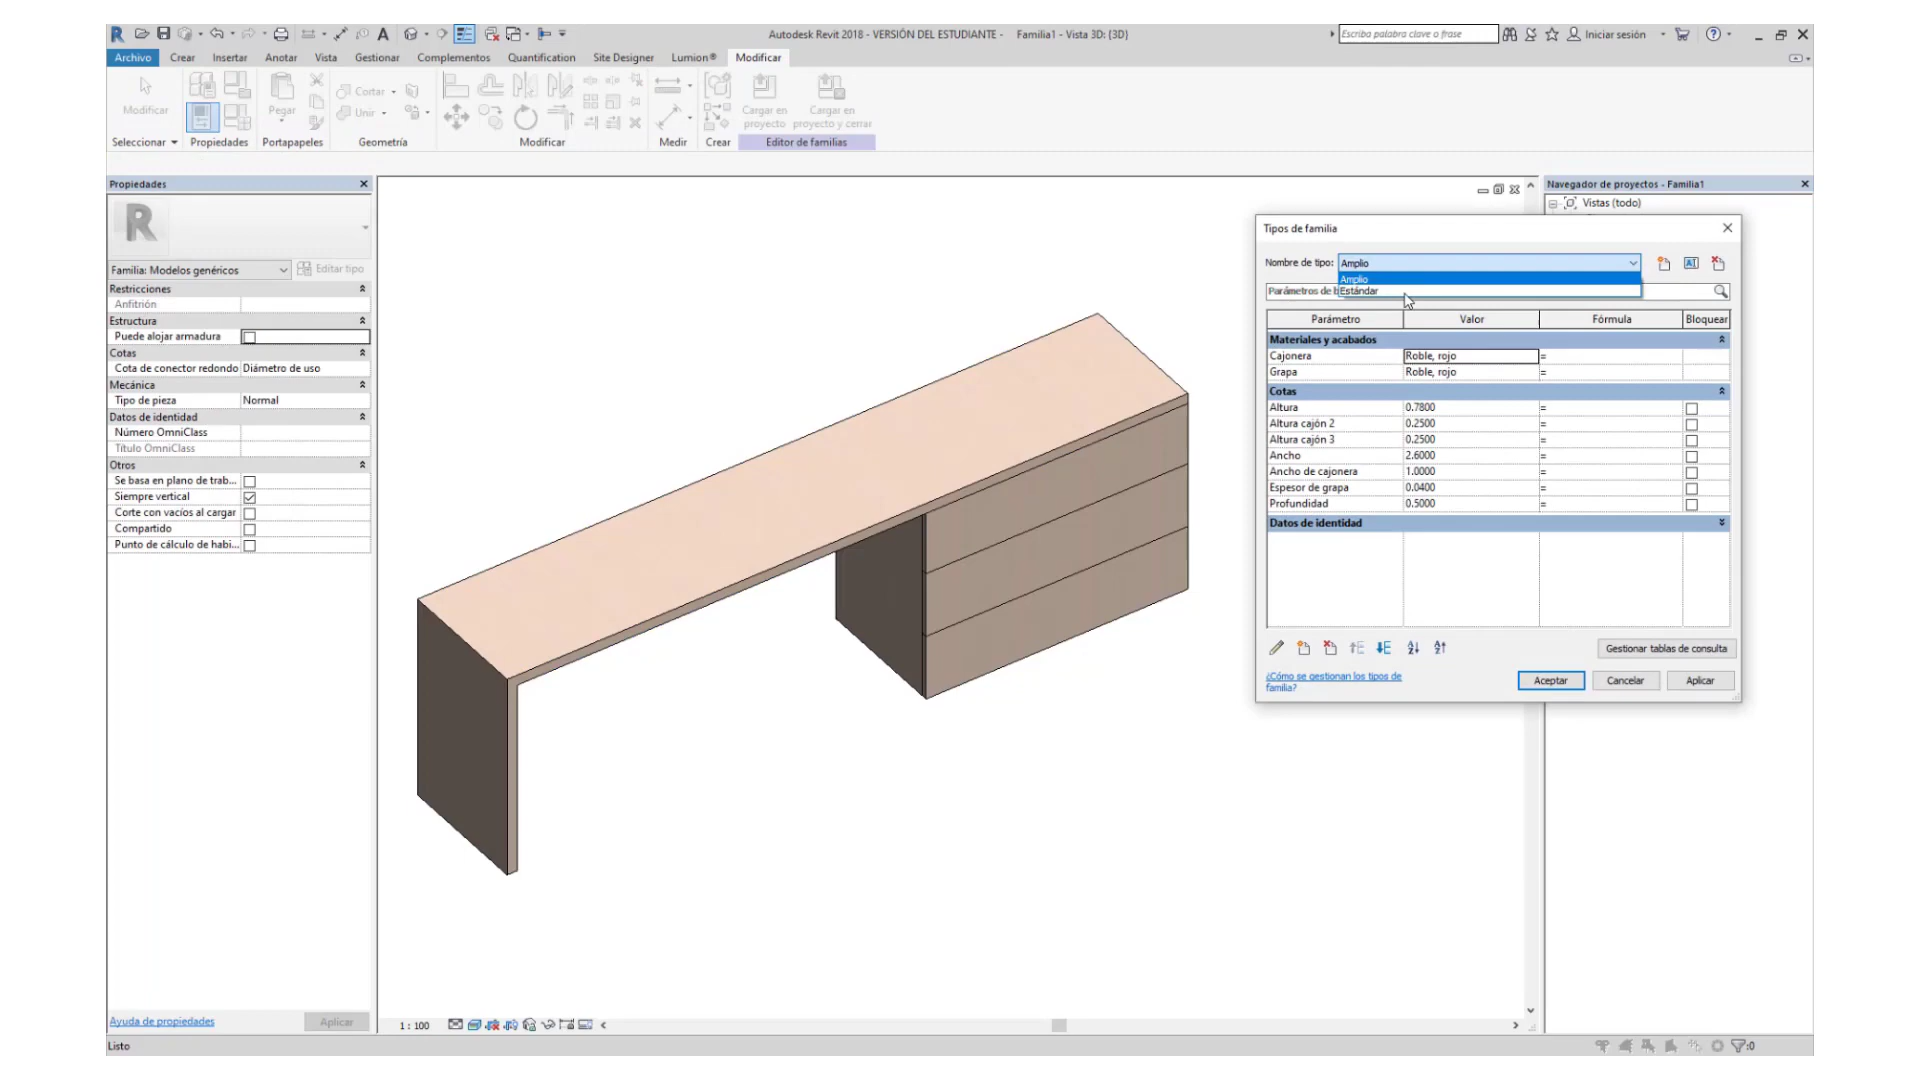 Autodesk Revit 2018 - VERSIÓN DEL ESTUDIANTE - Familia1 - Vista 3D: {3D}
Escriba palabra clave o frase
Iniciar sesión
Archivo Crear Insertar Anotar Vista Gestionar Complementos Quantification Site Designer Lumion® Modificar
Modificar
Pegar
Cortar
Unir
Cargar en proyecto
Cargar en proyecto y cerrar
Seleccionar Propiedades Portapapeles Geometría Modificar Medir Crear Editor de familias
Propiedades
R
Familia: Modelos genéricos Editar tipo
Restricciones
Anfitrión
Estructura
Puede alojar armadura
Cotas
Cota de conector redondo Diámetro de uso
Mecánica
Tipo de pieza Normal
Datos de identidad
Número OmniClass
Título OmniClass
Otros
Se basa en plano de trab...
Siempre vertical
Corte con vacíos al cargar
Compartido
Punto de cálculo de habi...
Ayuda de propiedades Aplicar
Listo
1 : 100
Navegador de proyectos - Familia1
Vistas (todo)
Tipos de familia
Nombre de tipo: Amplio
Amplio
Parámetros de b
Estándar
Parámetro Valor Fórmula Bloquear
Materiales y acabados
Cajonera Roble, rojo =
Grapa Roble, rojo =
Cotas
Altura 0.7800 =
Altura cajón 2 0.2500 =
Altura cajón 3 0.2500 =
Ancho 2.6000 =
Ancho de cajonera 1.0000 =
Espesor de grapa 0.0400 =
Profundidad 0.5000 =
Datos de identidad
Gestionar tablas de consulta
¿Cómo se gestionan los tipos de
familia?
Aceptar Cancelar Aplicar
:0